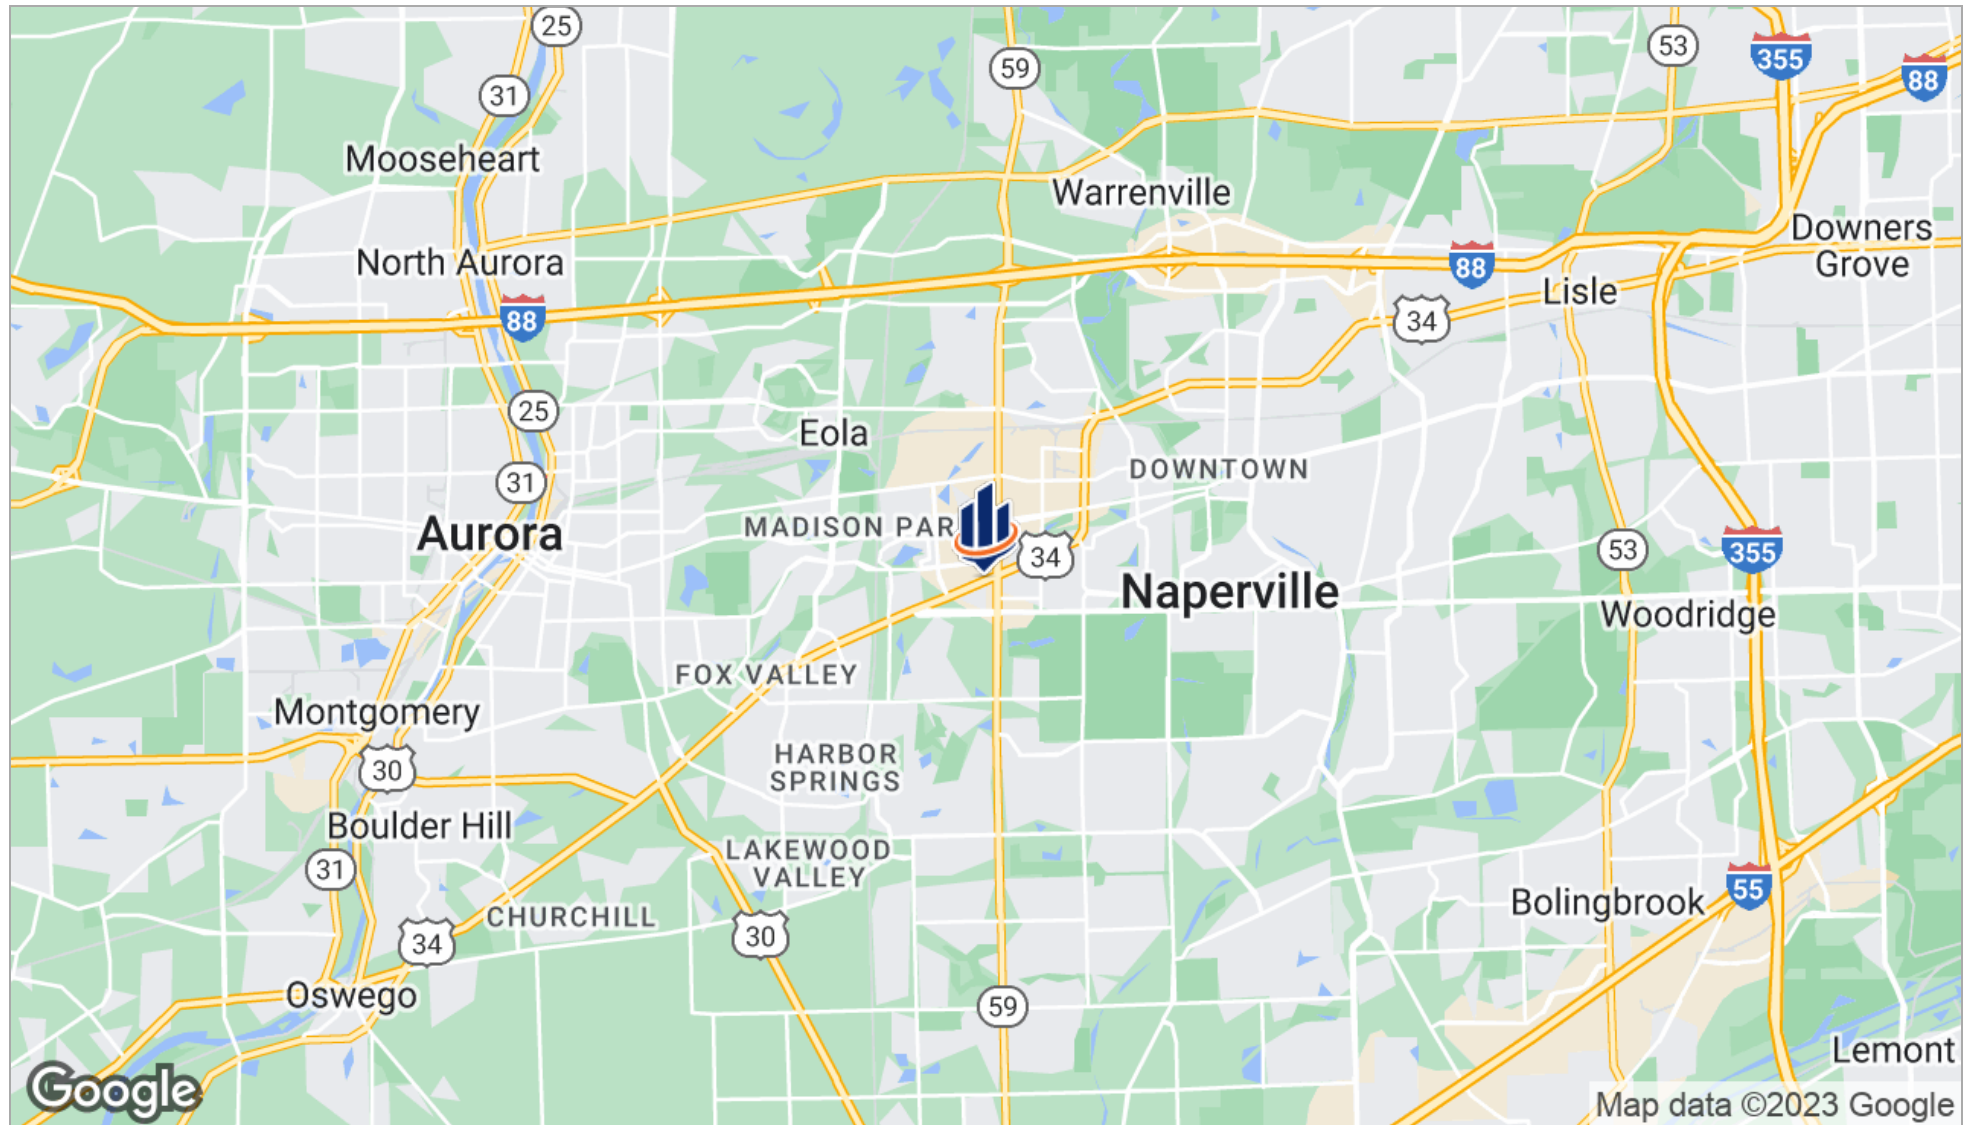 25
53
355
59
88
31
Mooseheart
Warrenville
Downers
Grove
North Aurora
88
Lisle
88
34
25
Eola
DOWNTOWN
31
MADISON PAR
Aurora
34
53
355
Naperville
Woodridge
FOX VALLEY
Montgomery
HARBOR
SPRINGS
30
Boulder Hill
LAKEWOOD
VALLEY
31
55
Bolingbrook
CHURCHILL
34
30
Oswego
59
Lemont
Google
Map data ©2023 Google